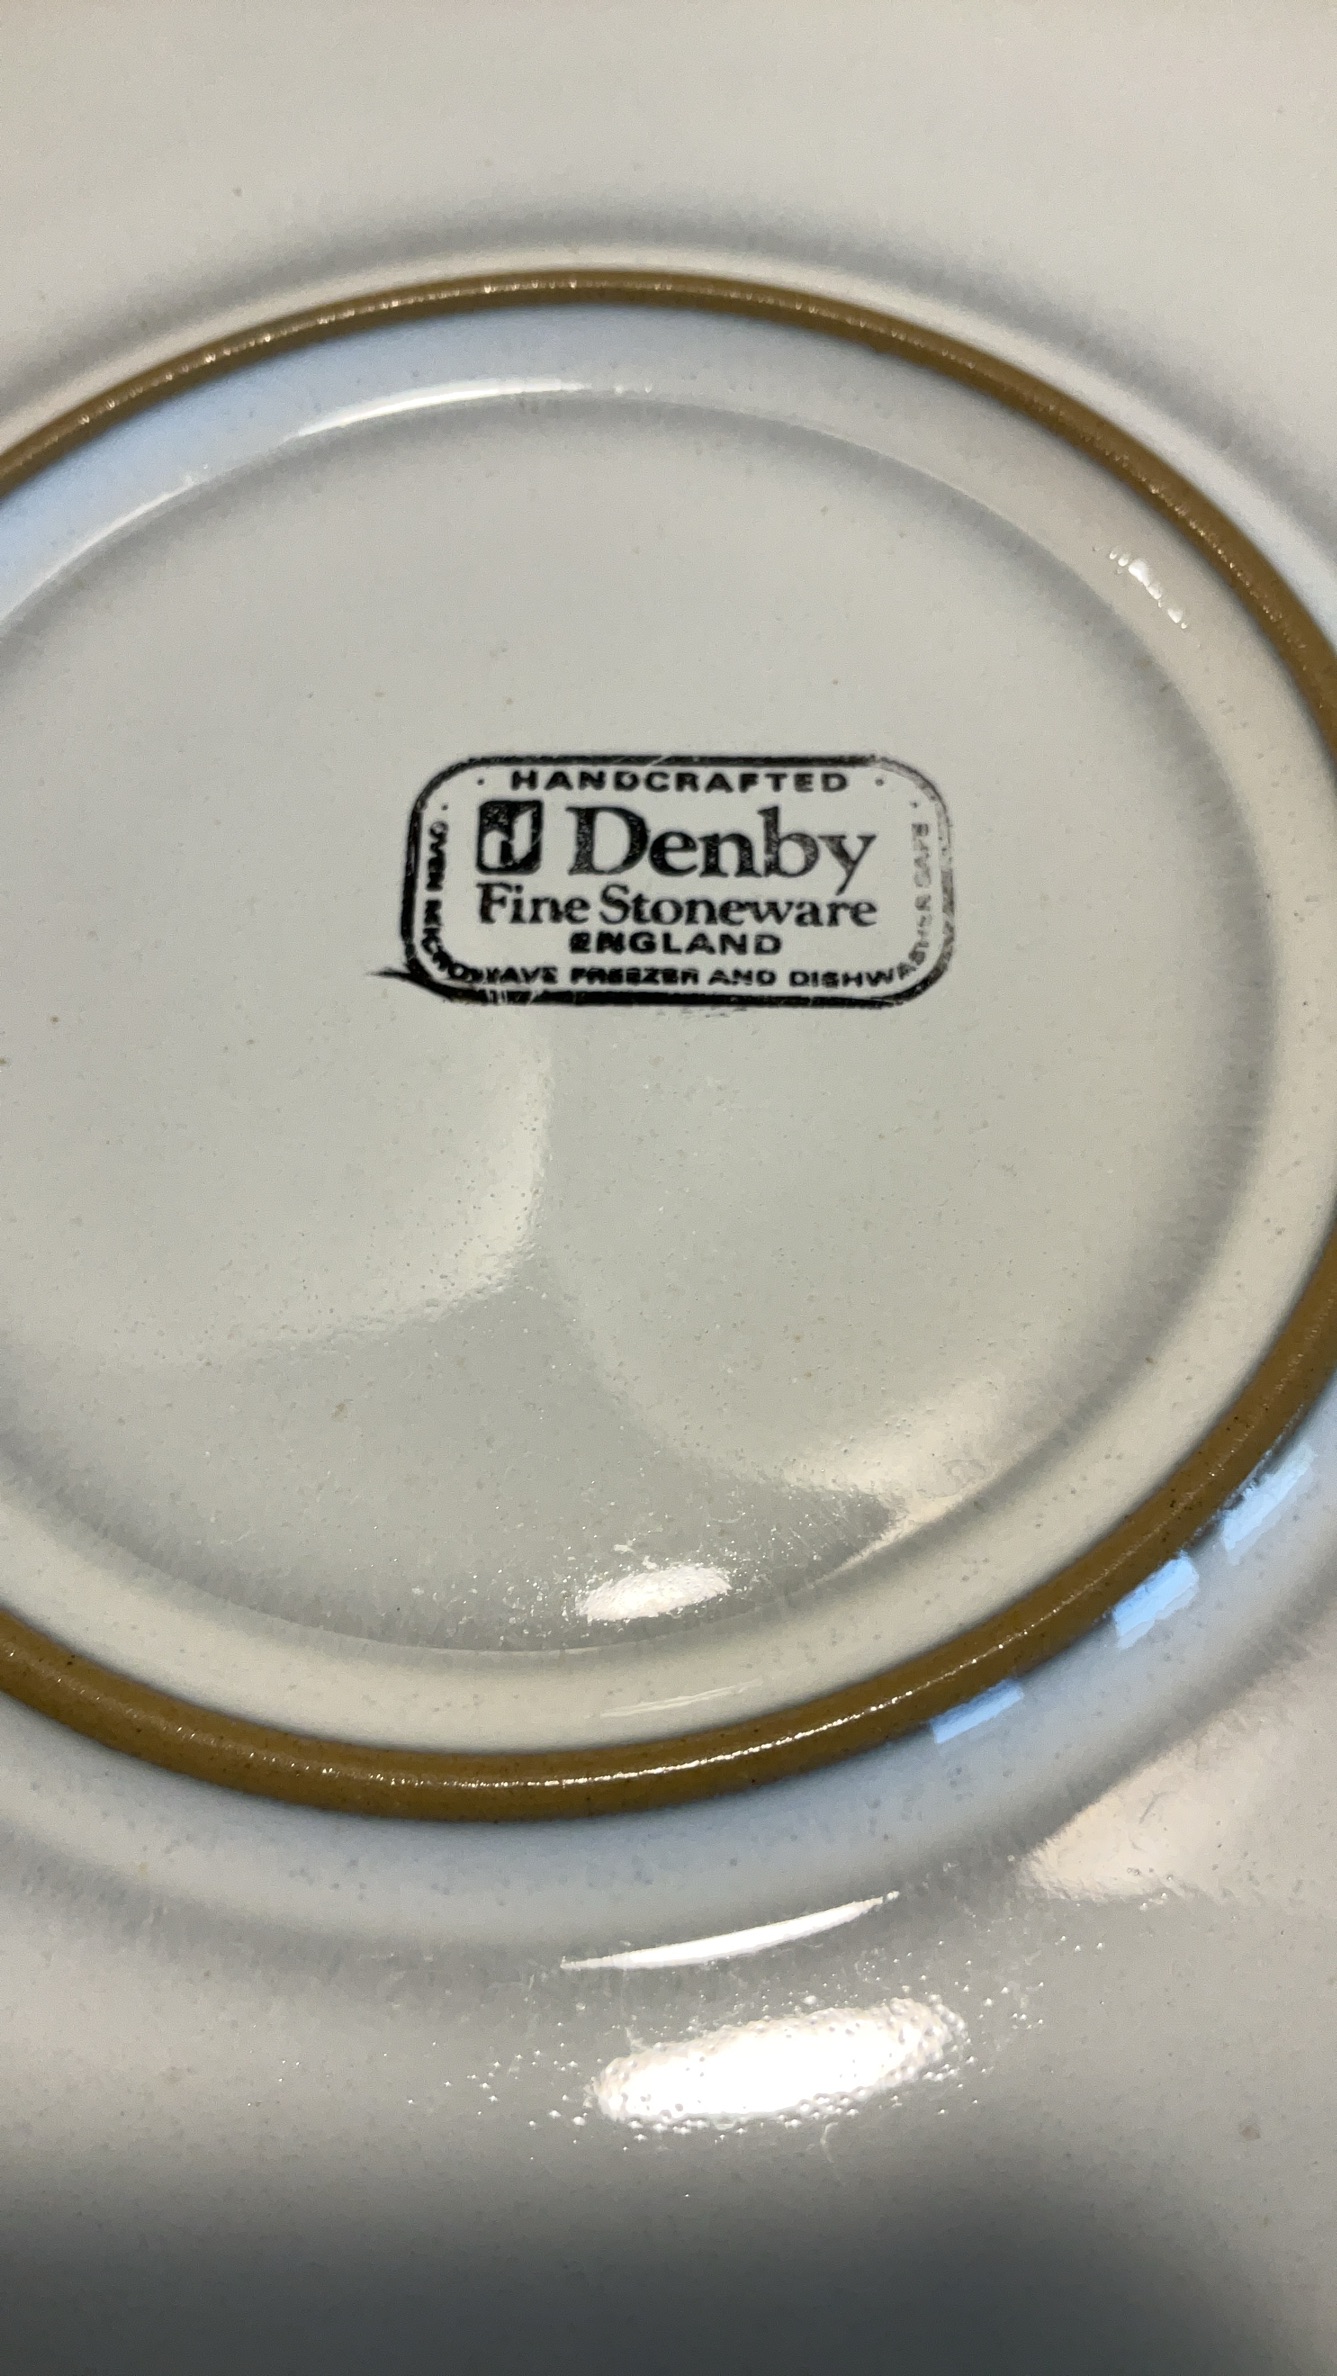 HANDCRAFTED
Denby
Fine Stoneware
ENGLAND
OVEN MICROWAVE FREEZER AND DISHWASHER SAFE